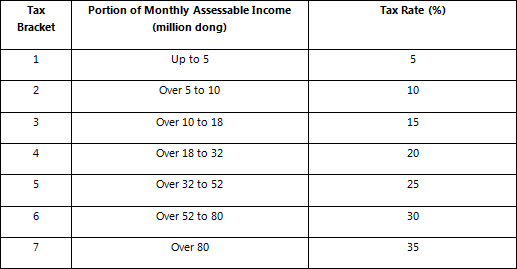 Tax Bracket Portion of Monthly Assessable Income (million dong) Tax Rate (%)
1 Up to 5 5
2 Over 5 to 10 10
3 Over 10 to 18 15
4 Over 18 to 32 20
5 Over 32 to 52 25
6 Over 52 to 80 30
7 Over 80 35